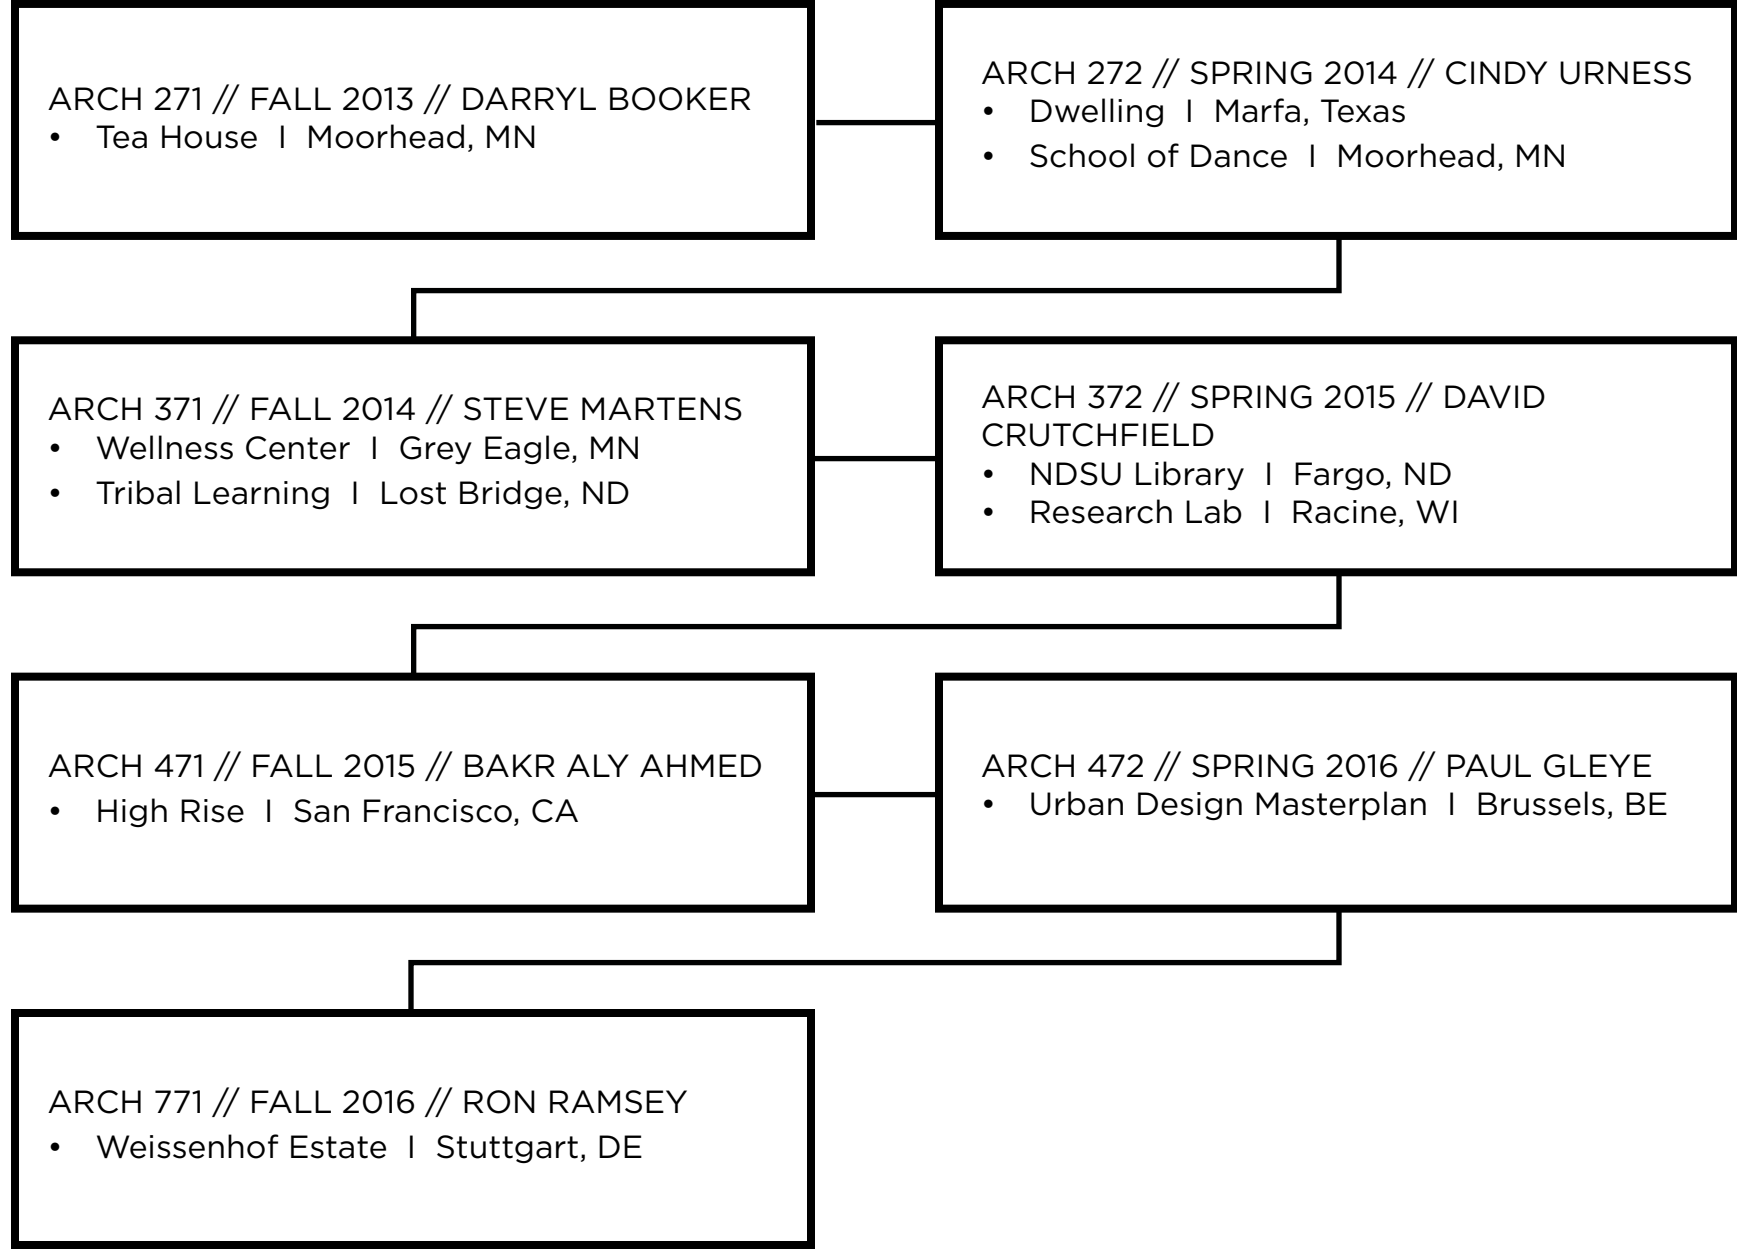 ARCH 271 // FALL 2013 // DARRYL BOOKER
• Tea House I Moorhead, MN
ARCH 272 // SPRING 2014 // CINDY URNESS
• Dwelling I Marfa, Texas
• School of Dance I Moorhead, MN
ARCH 371 // FALL 2014 // STEVE MARTENS
• Wellness Center I Grey Eagle, MN
• Tribal Learning I Lost Bridge, ND
ARCH 372 // SPRING 2015 // DAVID
CRUTCHFIELD
• NDSU Library I Fargo, ND
• Research Lab I Racine, WI
ARCH 471 // FALL 2015 // BAKR ALY AHMED
• High Rise I San Francisco, CA
ARCH 472 // SPRING 2016 // PAUL GLEYE
• Urban Design Masterplan I Brussels, BE
ARCH 771 // FALL 2016 // RON RAMSEY
• Weissenhof Estate I Stuttgart, DE